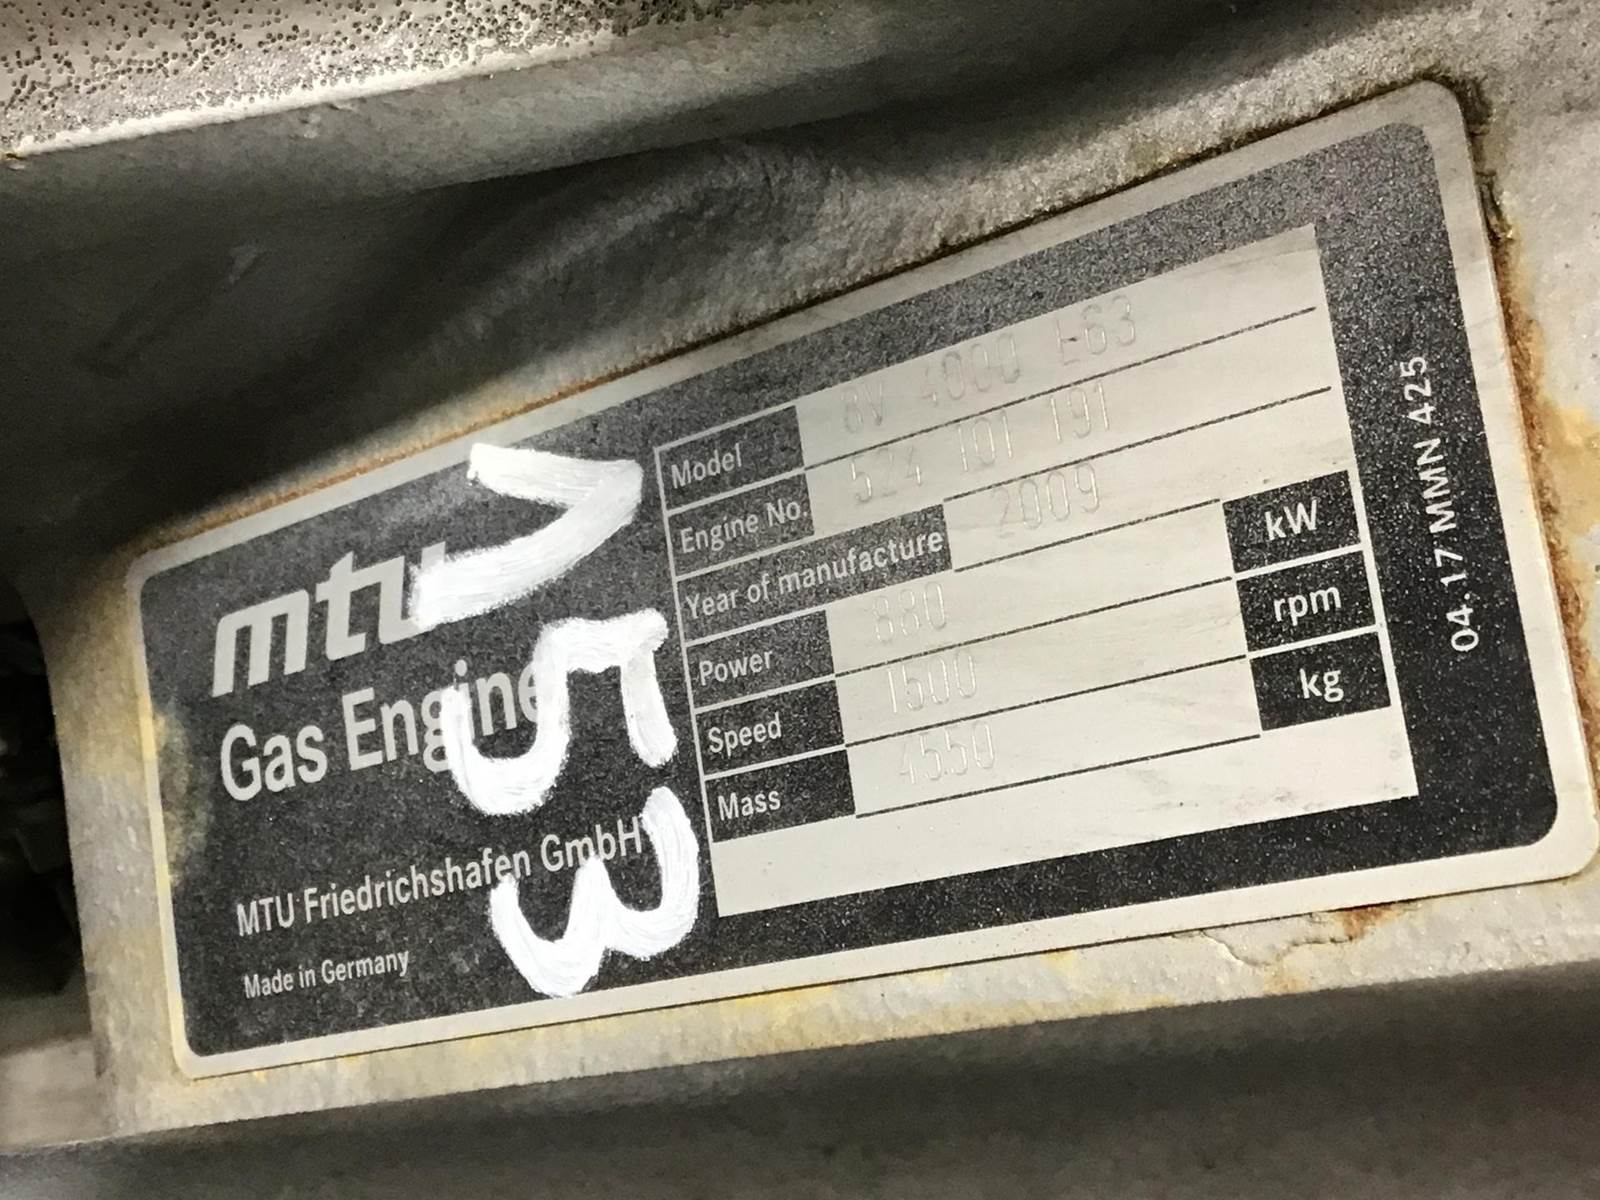 mtu
Gas Engine
MTU Friedrichshafen GmbH
Made in Germany
Model 8V 4000 L63
Engine No. 524 101 191
Year of manufacture 2009
Power 880 kW
Speed 1500 rpm
Mass 4550 kg
04.17 MMN 425